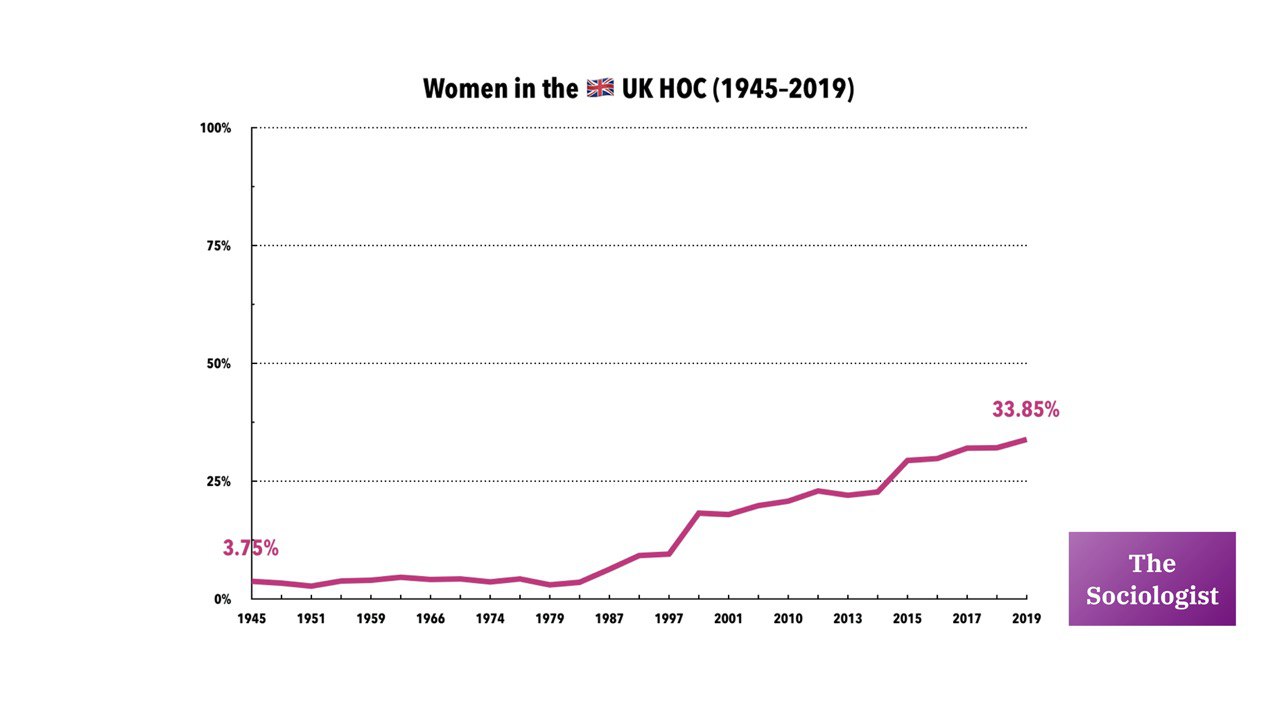 Women in the 🇬🇧 UK HOC (1945–2019)
100%
75%
50%
33.85%
25%
3.75%
0%
1945 1951 1959 1966 1974 1979 1987 1997 2001 2010 2013 2015 2017 2019
The
Sociologist